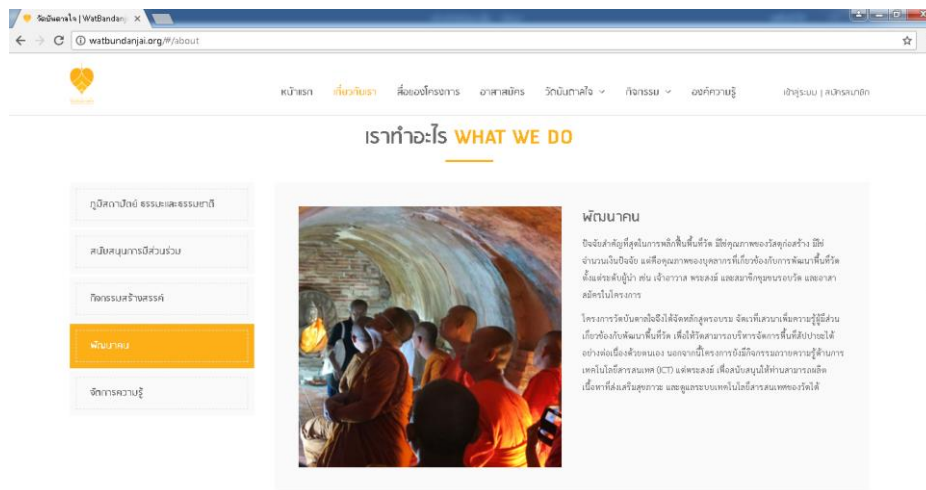 วัดบันดาลใจ | WatBandanj
watbundanjai.org/#/about
หน้าแรก เกี่ยวกับเรา สื่อของโครงการ อาสาสมัคร วัดบันดาลใจ กิจกรรม องค์ความรู้ เข้าสู่ระบบ | สมัครสมาชิก
เราทำอะไร WHAT WE DO
ภูมิสถาปัตย์ ธรรมะและธรรมชาติ
สนับสนุนการมีส่วนร่วม
กิจกรรมสร้างสรรค์
พัฒนาคน
จัดการความรู้
พัฒนาคน
ปัจจัยสำคัญที่สุดในการพลิกฟื้นพื้นที่วัด มิใช่คุณภาพของวัสดุก่อสร้าง มิใช่
จำนวนเงินปัจจัย แต่คือคุณภาพของบุคลากรที่เกี่ยวข้องกับการพัฒนาพื้นที่วัด
ตั้งแต่ระดับผู้นำ เช่น เจ้าอาวาส พระสงฆ์ และสมาชิกชุมชนรอบวัด และอาสา
สมัครในโครงการ
โครงการวัดบันดาลใจจึงได้จัดหลักสูตรอบรม จัดเวทีเสวนาเพิ่มความรู้ผู้มีส่วน
เกี่ยวข้องกับพัฒนาพื้นที่วัด เพื่อให้วัดสามารถบริหารจัดการพื้นที่สัปปายะได้
อย่างต่อเนื่องด้วยตนเอง นอกจากนี้โครงการยังมีกิจกรรมถวายความรู้ด้านการ
เทคโนโลยีสารสนเทศ (ICT) แด่พระสงฆ์ เพื่อสนับสนุนให้ท่านสามารถผลิต
เนื้อหาที่ส่งเสริมสุขภาวะ และดูแลระบบเทคโนโลยีสารสนเทศของวัดได้